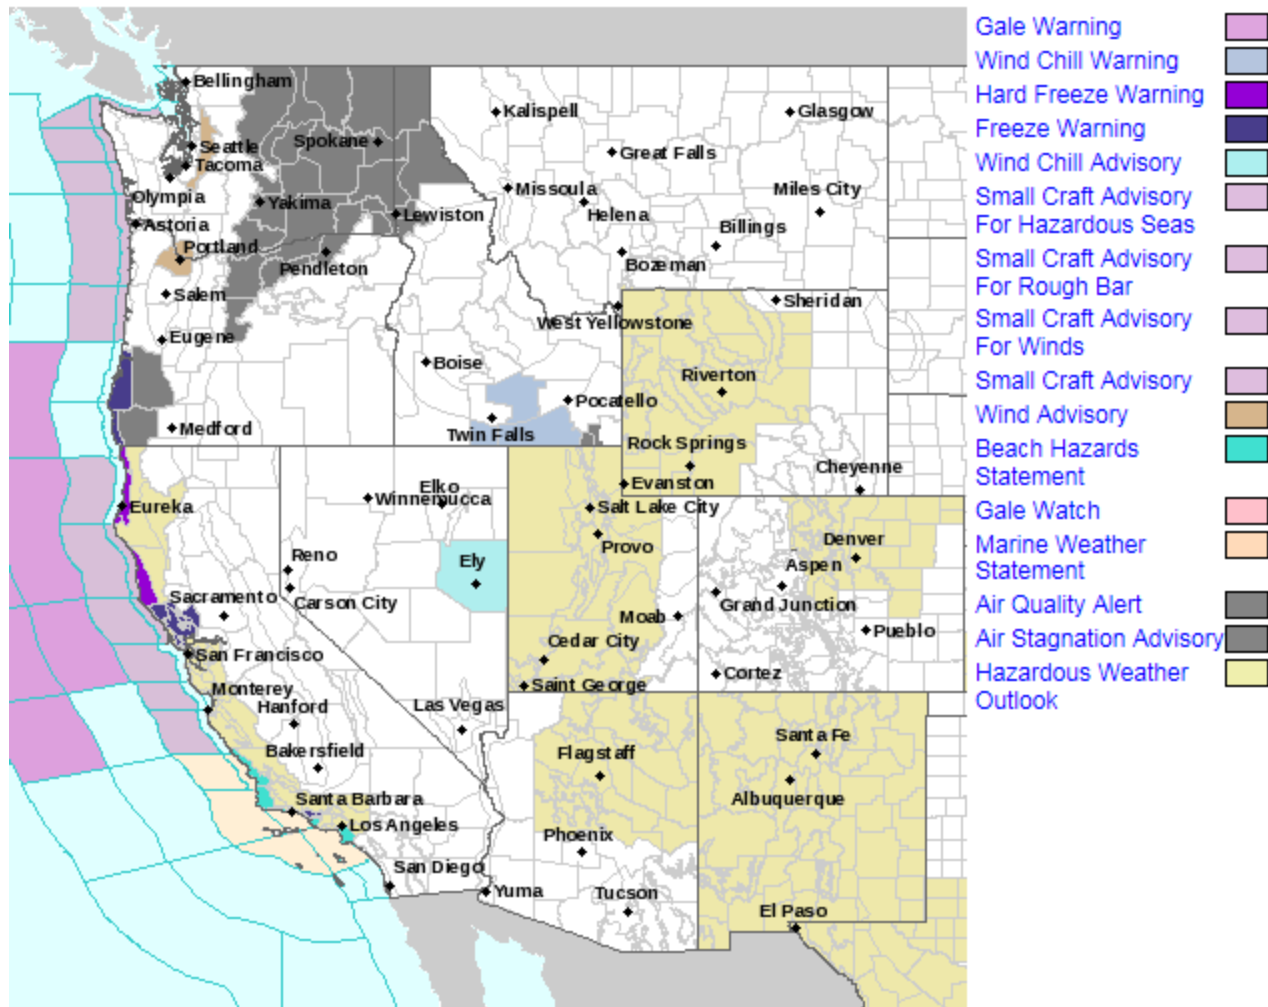 Bellingham
Kalispell
Glasgow
Seattle
Spokane
Great Falls
Tacoma
Missoula
Miles City
Olympia
Yakima
Lewiston
Helena
Astoria
Billings
Portland
Pendleton
Bozeman
Salem
Sheridan
West Yellowstone
Eugene
Boise
Riverton
Pocatello
Medford
Twin Falls
Rock Springs
Cheyenne
Evanston
Elko
Winnemucca
Eureka
Salt Lake City
Provo
Denver
Reno
Ely
Aspen
Sacramento
Carson City
Grand Junction
Moab
Pueblo
Cedar City
San Francisco
Cortez
Saint George
Monterey
Hanford
Las Vegas
Santa Fe
Bakersfield
Flagstaff
Albuquerque
Santa Barbara
Los Angeles
Phoenix
San Diego
Yuma
Tucson
El Paso
Gale Warning
Wind Chill Warning
Hard Freeze Warning
Freeze Warning
Wind Chill Advisory
Small Craft Advisory
For Hazardous Seas
Small Craft Advisory
For Rough Bar
Small Craft Advisory
For Winds
Small Craft Advisory
Wind Advisory
Beach Hazards
Statement
Gale Watch
Marine Weather
Statement
Air Quality Alert
Air Stagnation Advisory
Hazardous Weather
Outlook